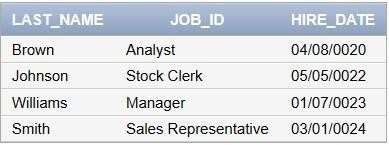 LAST_NAME JOB_ID HIRE_DATE
Brown Analyst 04/08/0020
Johnson Stock Clerk 05/05/0022
Williams Manager 01/07/0023
Smith Sales Representative 03/01/0024